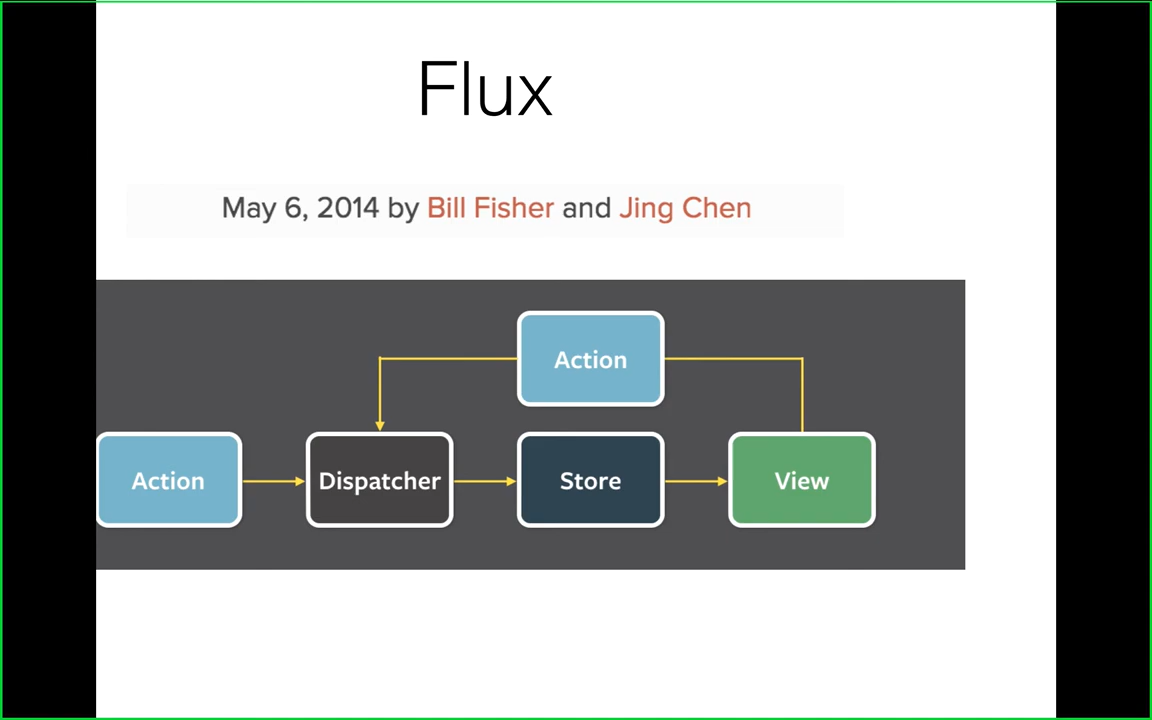 Flux
May 6, 2014 by Bill Fisher and Jing Chen
Action
Action
Dispatcher
Store
View